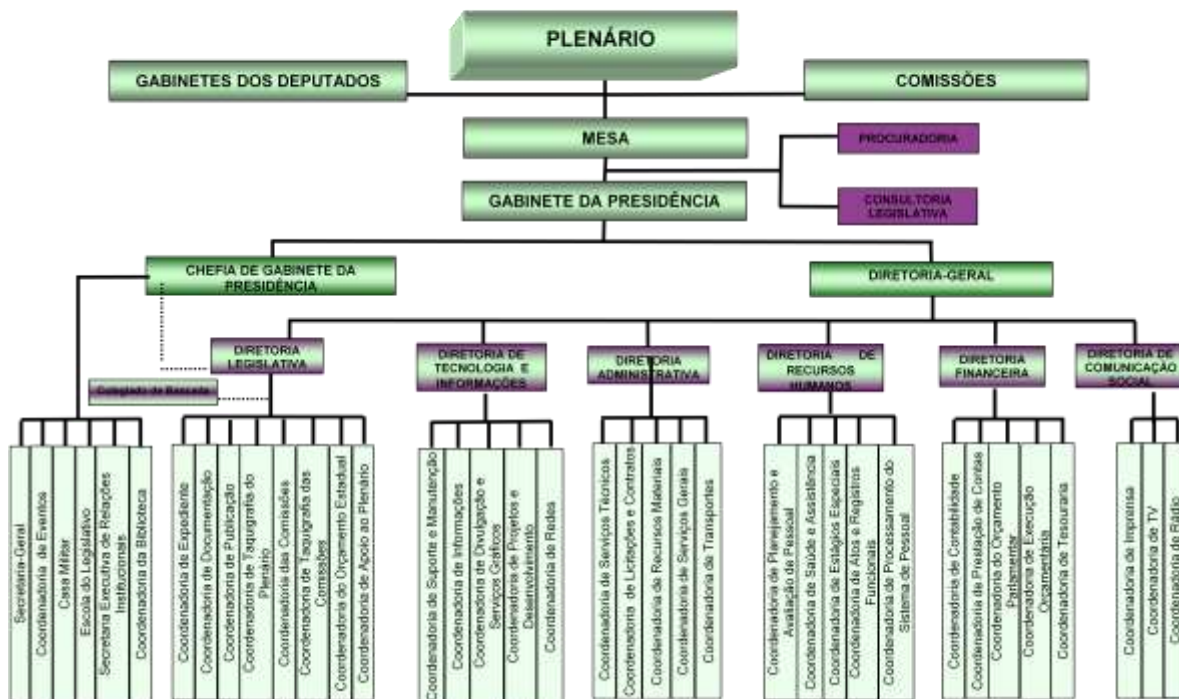 PLENÁRIO
GABINETES DOS DEPUTADOS
COMISSÕES
MESA
PROCURADORIA
GABINETE DA PRESIDÊNCIA
CONSULTORIA
LEGISLATIVA
CHEFIA DE GABINETE DA
PRESIDÊNCIA
DIRETORIA-GERAL
DIRETORIA
LEGISLATIVA
DIRETORIA DE
TECNOLOGIA E
INFORMAÇÕES
DIRETORIA
ADMINISTRATIVA
DIRETORIA DE
RECURSOS
HUMANOS
DIRETORIA
FINANCEIRA
DIRETORIA DE
COMUNICAÇÃO
SOCIAL
Colegiado de Bancada
Secretaria-Geral
Coordenadoria de Eventos
Casa Militar
Escola do Legislativo
Secretaria Executiva de Relações
Institucionais
Coordenadoria da Biblioteca
Coordenadoria de Expediente
Coordenadoria de Documentação
Coordenadoria de Publicação
Coordenadoria de Taquigrafia do
Plenário
Coordenadoria das Comissões
Coordenadoria de Taquigrafia das
Comissões
Coordenadoria do Orçamento Estadual
Coordenadoria de Apoio ao Plenário
Coordenadoria de Suporte e Manutenção
Coordenadoria de Informações
Coordenadoria de Divulgação e
Serviços Gráficos
Coordenadoria de Projetos e
Desenvolvimento
Coordenadoria de Redes
Coordenadoria de Serviços Técnicos
Coordenadoria de Licitações e Contratos
Coordenadoria de Recursos Materiais
Coordenadoria de Serviços Gerais
Coordenadoria de Transportes
Coordenadoria de Planejamento e
Avaliação de Pessoal
Coordenadoria de Saúde e Assistência
Coordenadoria de Estágios Especiais
Coordenadoria de Atos e Registros
Funcionais
Coordenadoria de Processamento do
Sistema de Pessoal
Coordenadoria de Contabilidade
Coordenadoria de Prestação de Contas
Coordenadoria do Orçamento
Parlamentar
Coordenadoria de Execução
Orçamentária
Coordenadoria de Tesouraria
Coordenadoria de Imprensa
Coordenadoria de TV
Coordenadoria de Rádio